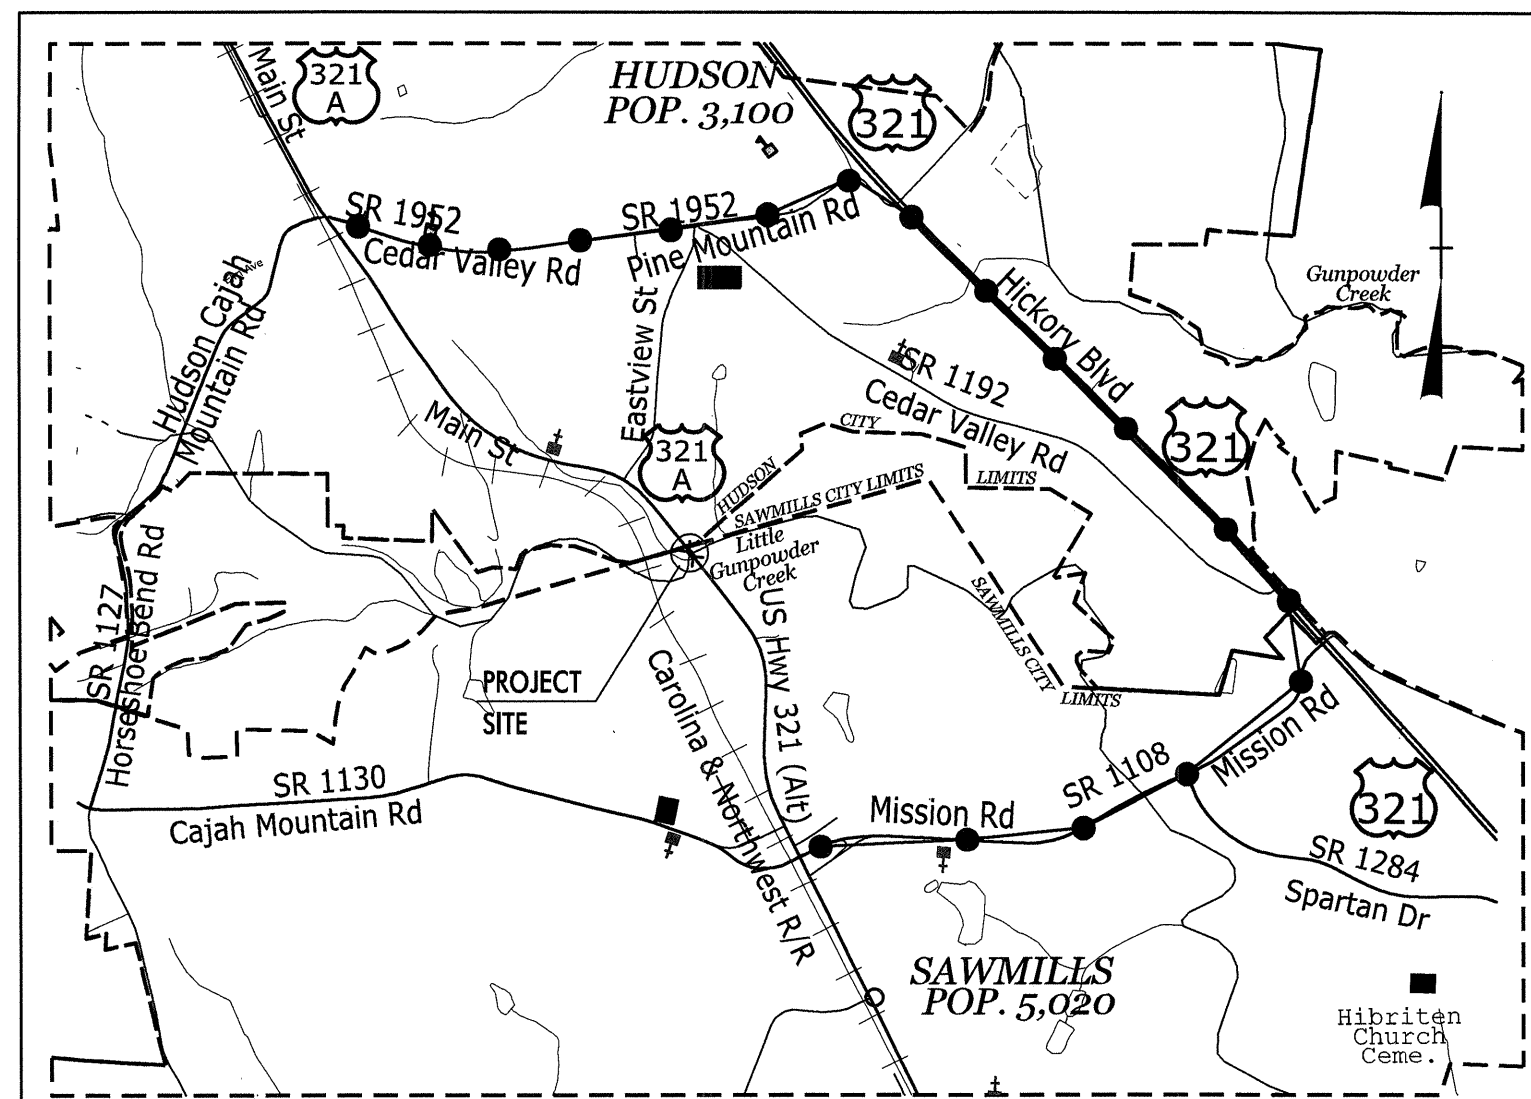 Main St
321
A
HUDSON
POP. 3,100
321
SR 1952
Cedar Valley Rd
SR 1952
Pine Mountain Rd
Hudson Cajah
Mountain Rd
Eastview St
Hickory Blvd
Gunpowder
Creek
SR 1192
Cedar Valley Rd
Main St
321
A
321
HUDSON
CITY
LIMITS
SAWMILLS CITY LIMITS
Little
Gunpowder
Creek
SR 1127
Horseshoe Bend Rd
US Hwy 321 (Alt)
SAWMILLS CITY
LIMITS
PROJECT
SITE
Carolina & Northwest R/R
SR 1130
Cajah Mountain Rd
Mission Rd
SR 1108
Mission Rd
321
SR 1284
Spartan Dr
SAWMILLS
POP. 5,020
Hibriten
Church
Ceme.